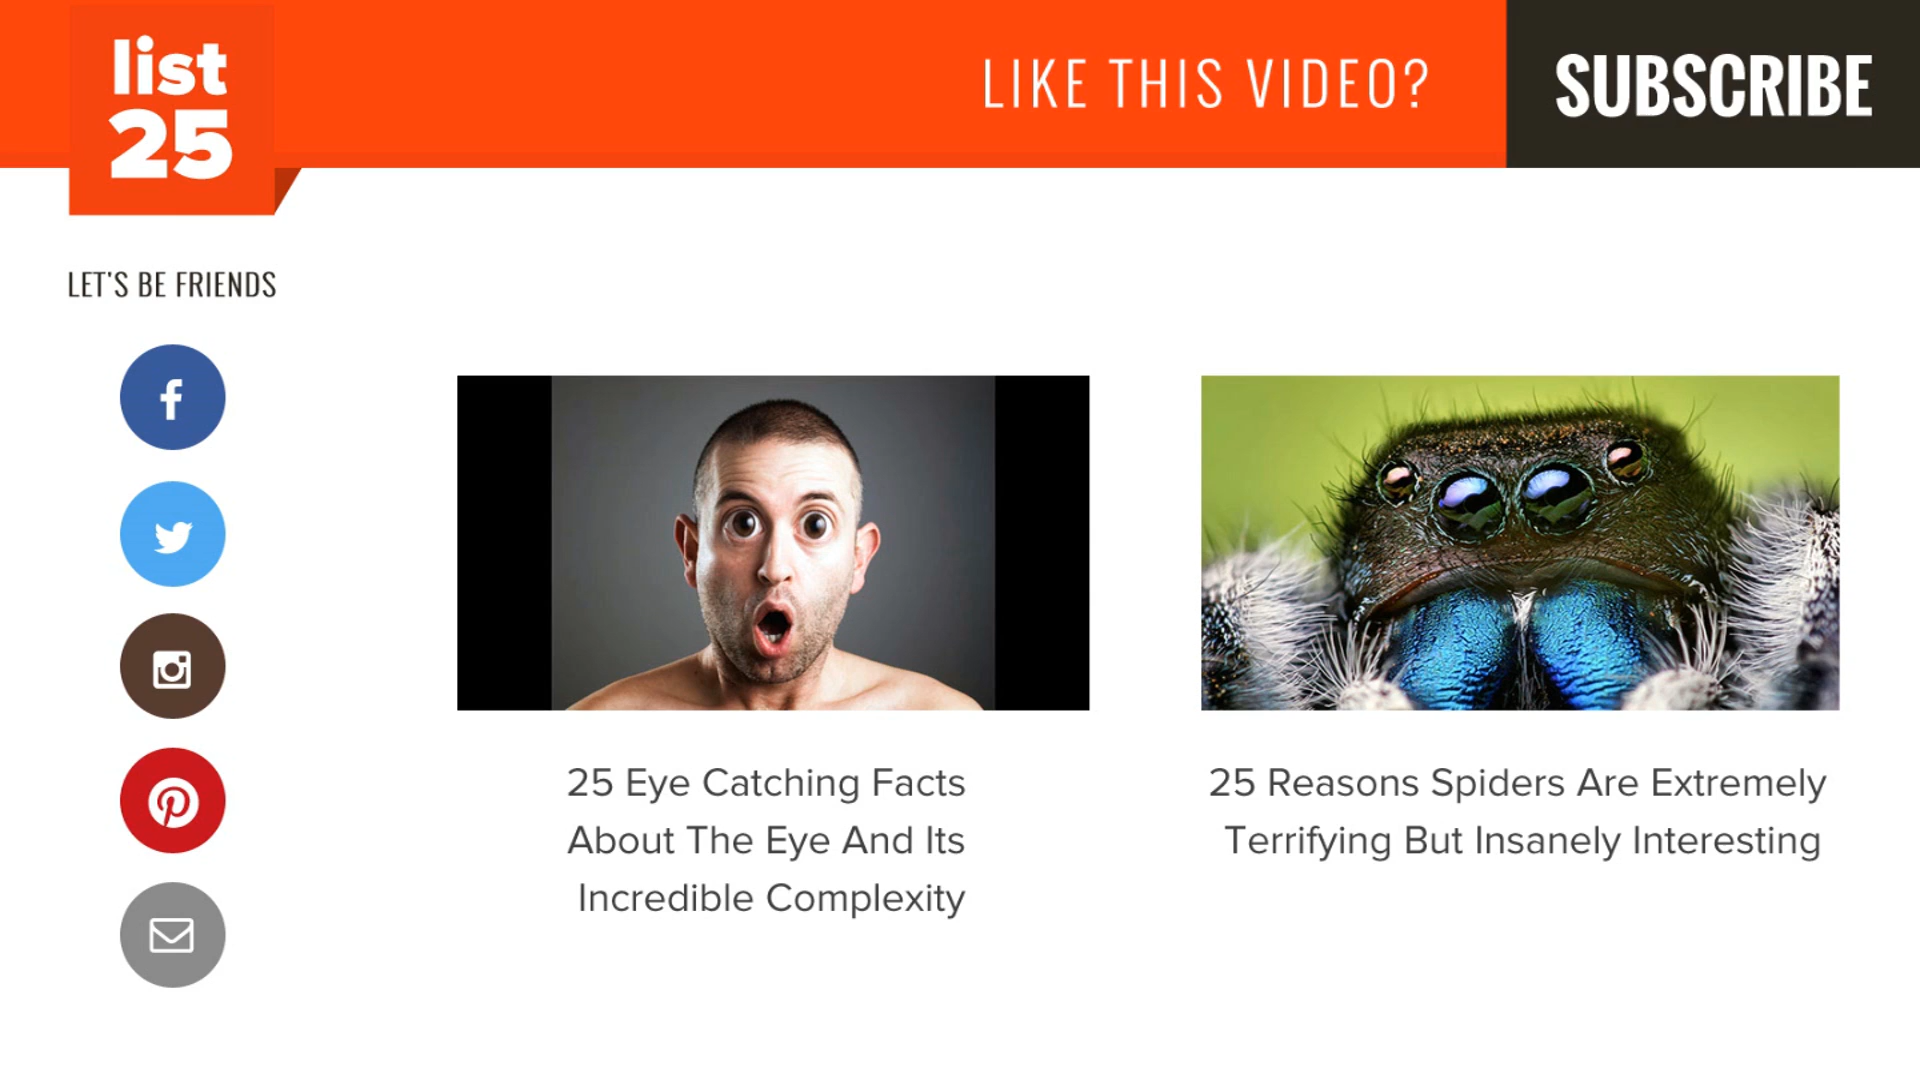 list
25
LIKE THIS VIDEO?
SUBSCRIBE
LET'S BE FRIENDS
25 Eye Catching Facts
About The Eye And Its
Incredible Complexity
25 Reasons Spiders Are Extremely
Terrifying But Insanely Interesting